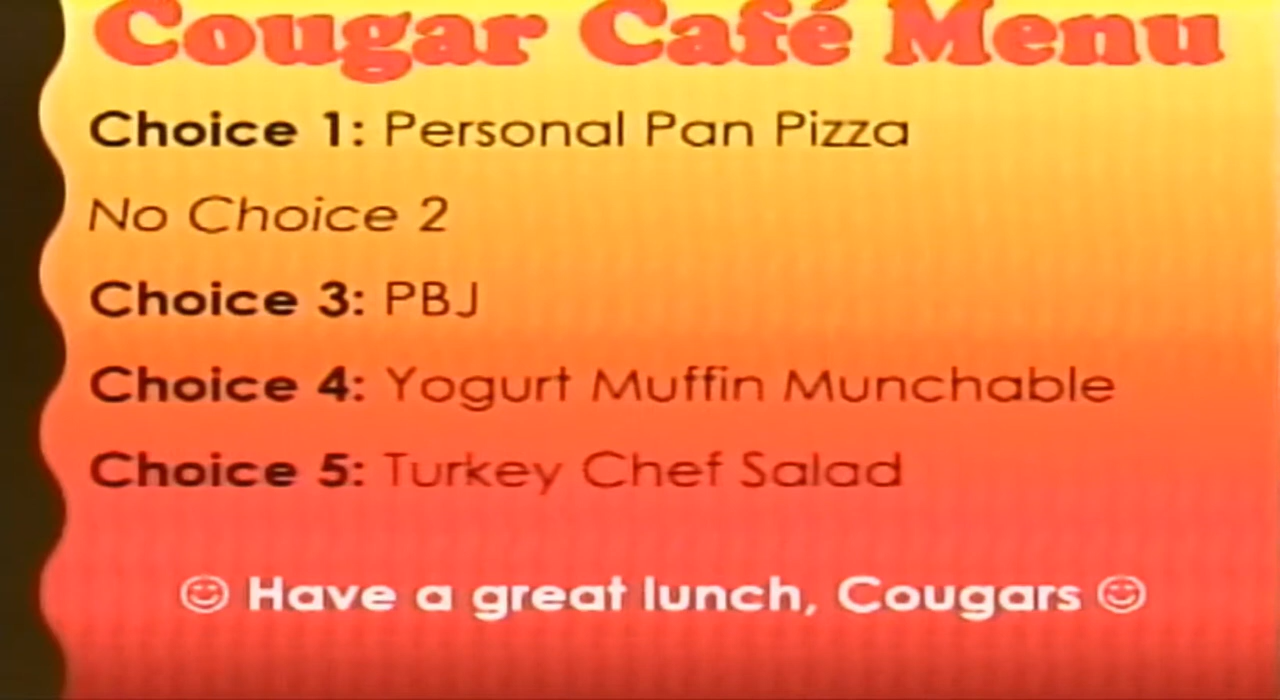 Cougar Café Menu
Choice 1: Personal Pan Pizza
No Choice 2
Choice 3: PBJ
Choice 4: Yogurt Muffin Munchable
Choice 5: Turkey Chef Salad
☺ Have a great lunch, Cougars ☺